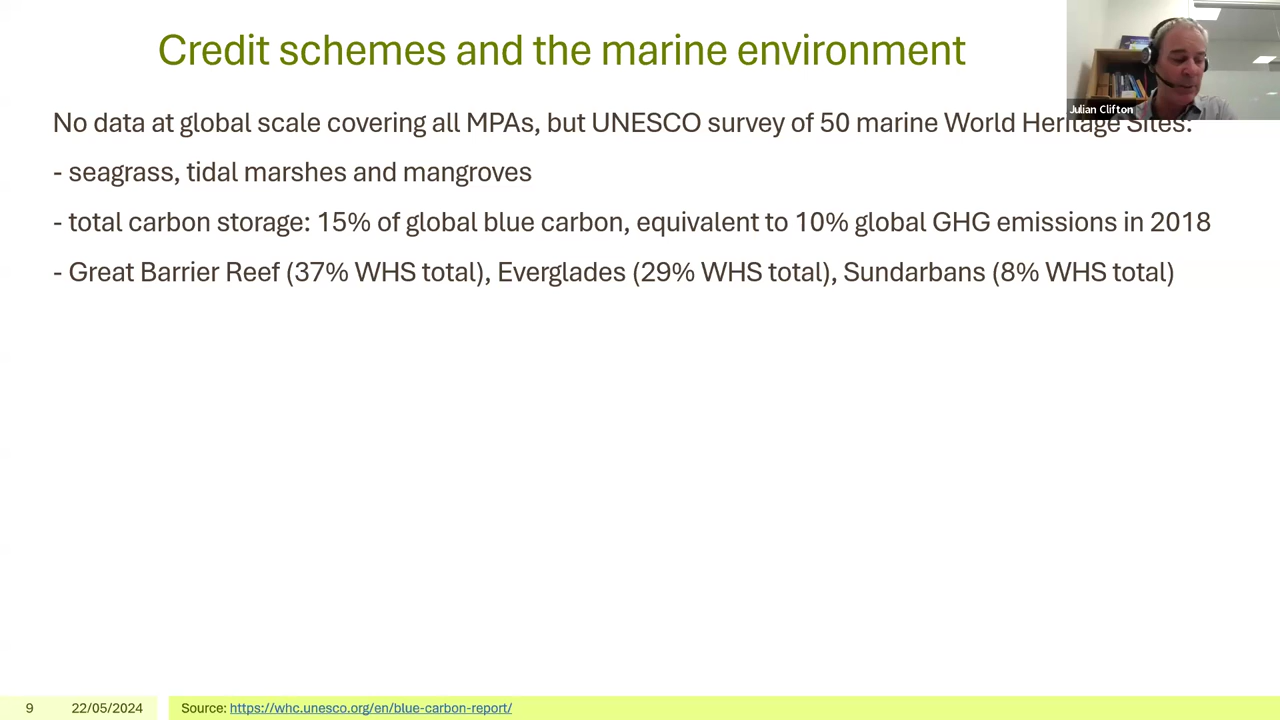 Credit schemes and the marine environment
Julian Clifton
No data at global scale covering all MPAs, but UNESCO survey of 50 marine World Heritage Sites:
- seagrass, tidal marshes and mangroves
- total carbon storage: 15% of global blue carbon, equivalent to 10% global GHG emissions in 2018
- Great Barrier Reef (37% WHS total), Everglades (29% WHS total), Sundarbans (8% WHS total)
9 22/05/2024 Source: https://whc.unesco.org/en/blue-carbon-report/